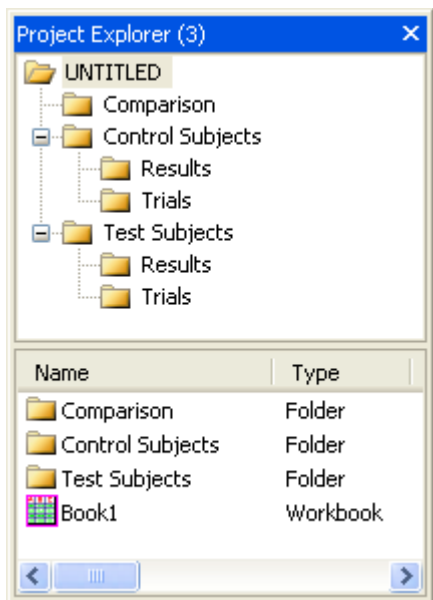 Project Explorer (3)
UNTITLED
Comparison
Control Subjects
Results
Trials
Test Subjects
Results
Trials
Name Type
Comparison Folder
Control Subjects Folder
Test Subjects Folder
Book1 Workbook